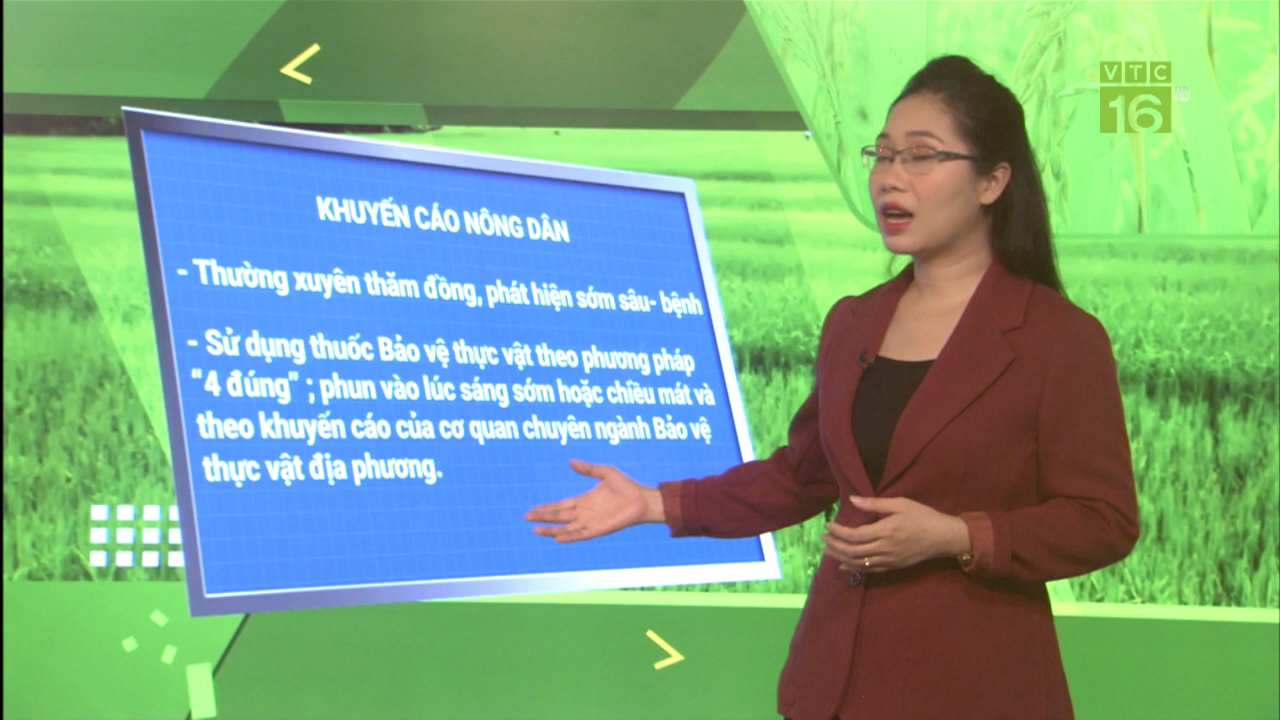 VTC
16
HD
KHUYẾN CÁO NÔNG DÂN
- Thường xuyên thăm đồng, phát hiện sớm sâu- bệnh
- Sử dụng thuốc Bảo vệ thực vật theo phương pháp
“4 đúng” ; phun vào lúc sáng sớm hoặc chiều mát và
theo khuyến cáo của cơ quan chuyên ngành Bảo vệ
thực vật địa phương.